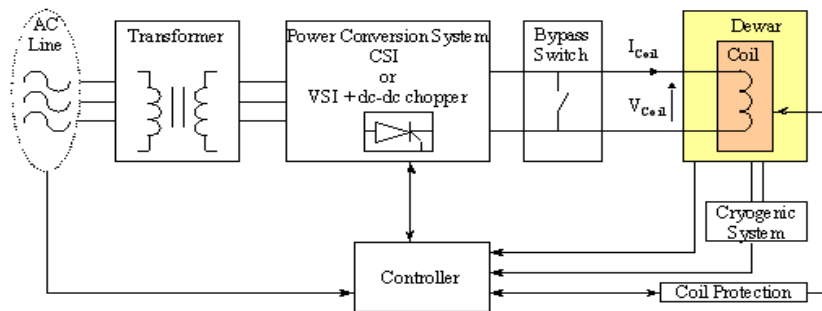 AC
Line
Transformer
Power Conversion System
CSI
or
VSI + dc-dc chopper
Bypass
Switch
I Coil
V Coil
Dewar
Coil
Cryogenic
System
Controller
Coil Protection